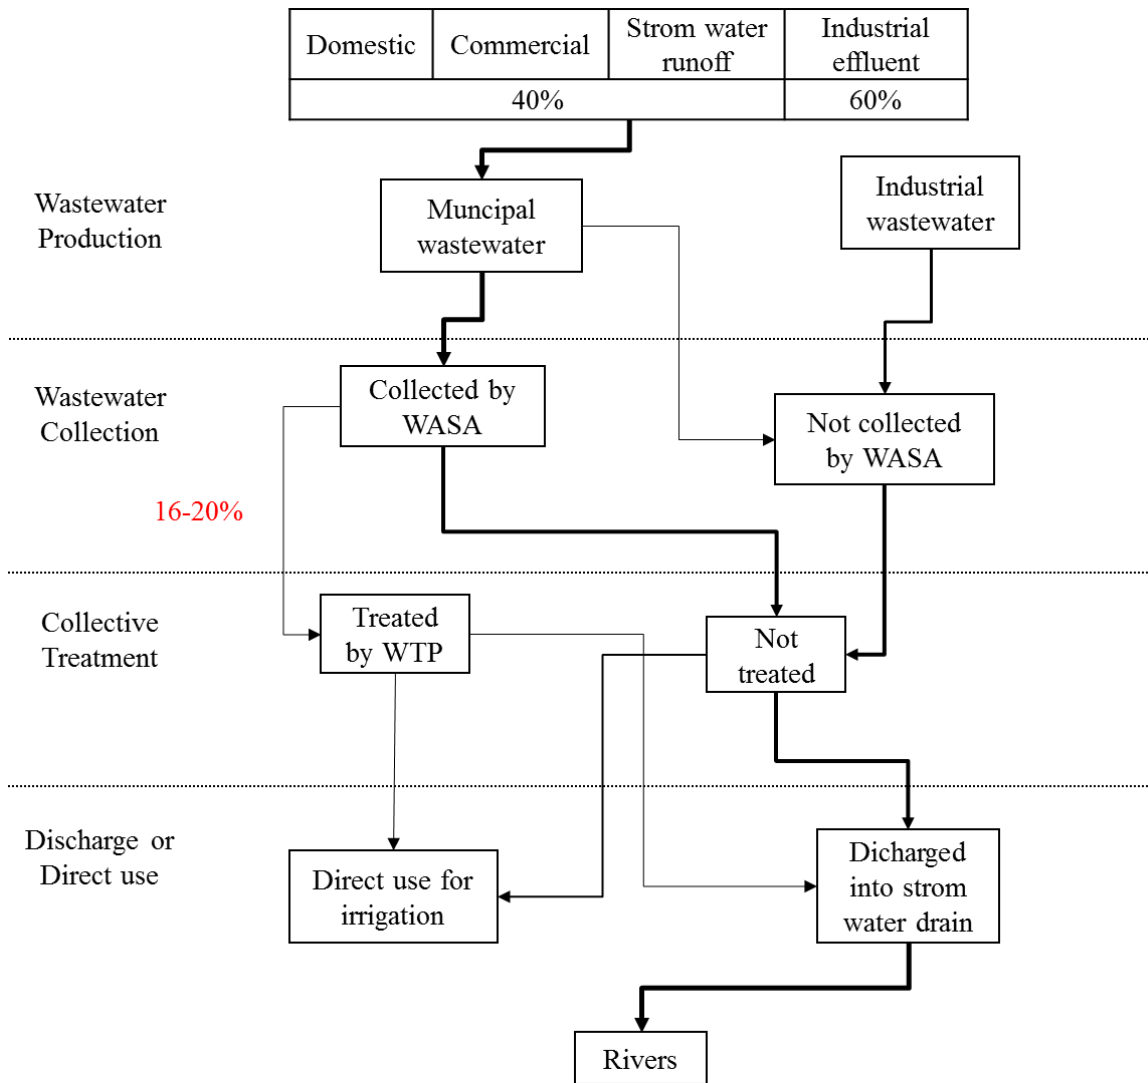 Domestic
Commercial
Strom water
runoff
Industrial
effluent
40%
60%
Wastewater
Production
Muncipal
wastewater
Industrial
wastewater
Wastewater
Collection
Collected by
WASA
Not collected
by WASA
16-20%
Collective
Treatment
Treated
by WTP
Not
treated
Discharge or
Direct use
Direct use for
irrigation
Dicharged
into strom
water drain
Rivers